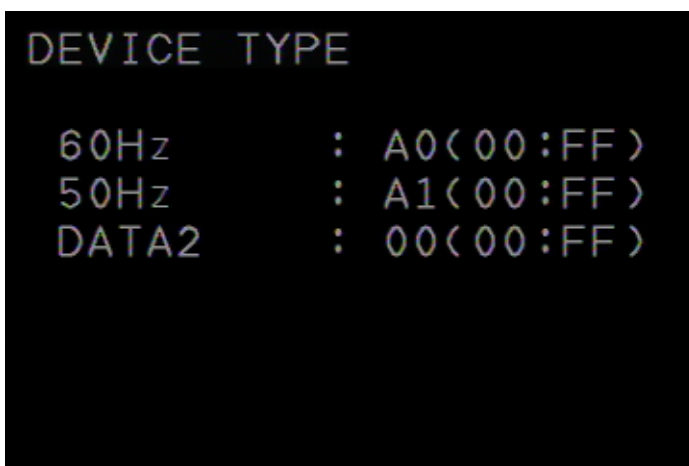 DEVICE TYPE
60Hz : A0(00:FF)
50Hz : A1(00:FF)
DATA2 : 00(00:FF)